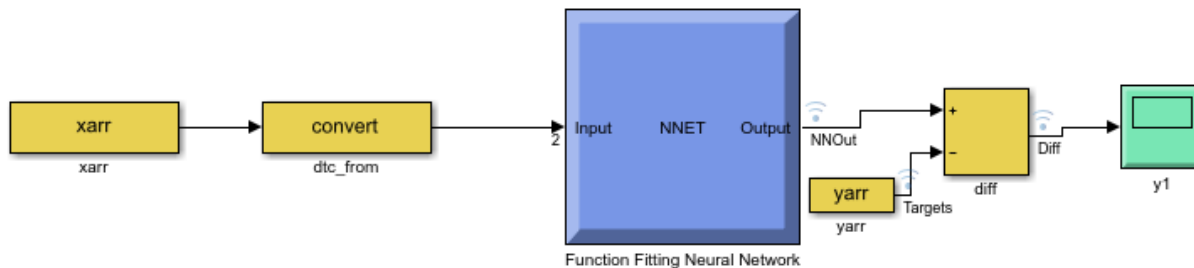 xarr
xarr
convert
dtc_from
2
Input
NNET
Output
Function Fitting Neural Network
NNOut
yarr
yarr
Targets
+
−
diff
Diff
y1